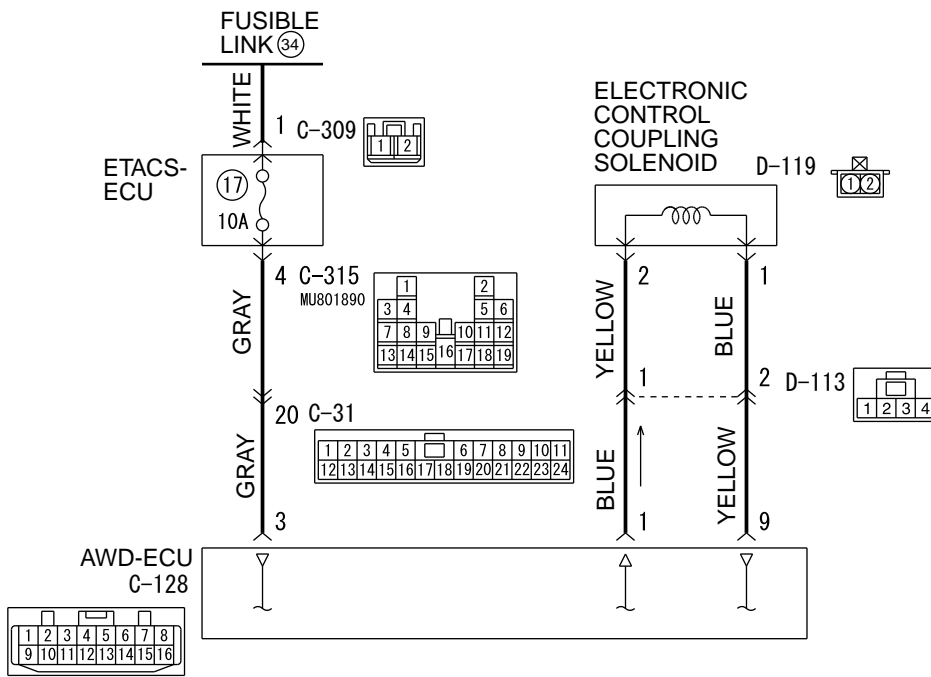 FUSIBLE
LINK 34
WHITE
1 C-309
1 2
ETACS-
ECU
17
10A
ELECTRONIC
CONTROL
COUPLING
SOLENOID
D-119
1 2
4 C-315
MU801890
1 2
3 4 5 6
7 8 9 10 11 12
13 14 15 16 17 18 19
GRAY
2
1
YELLOW
BLUE
1
2 D-113
1 2 3 4
20 C-31
1 2 3 4 5 6 7 8 9 10 11
12 13 14 15 16 17 18 19 20 21 22 23 24
GRAY
BLUE
YELLOW
3
1
9
AWD-ECU
C-128
1 2 3 4 5 6 7 8
9 10 11 12 13 14 15 16